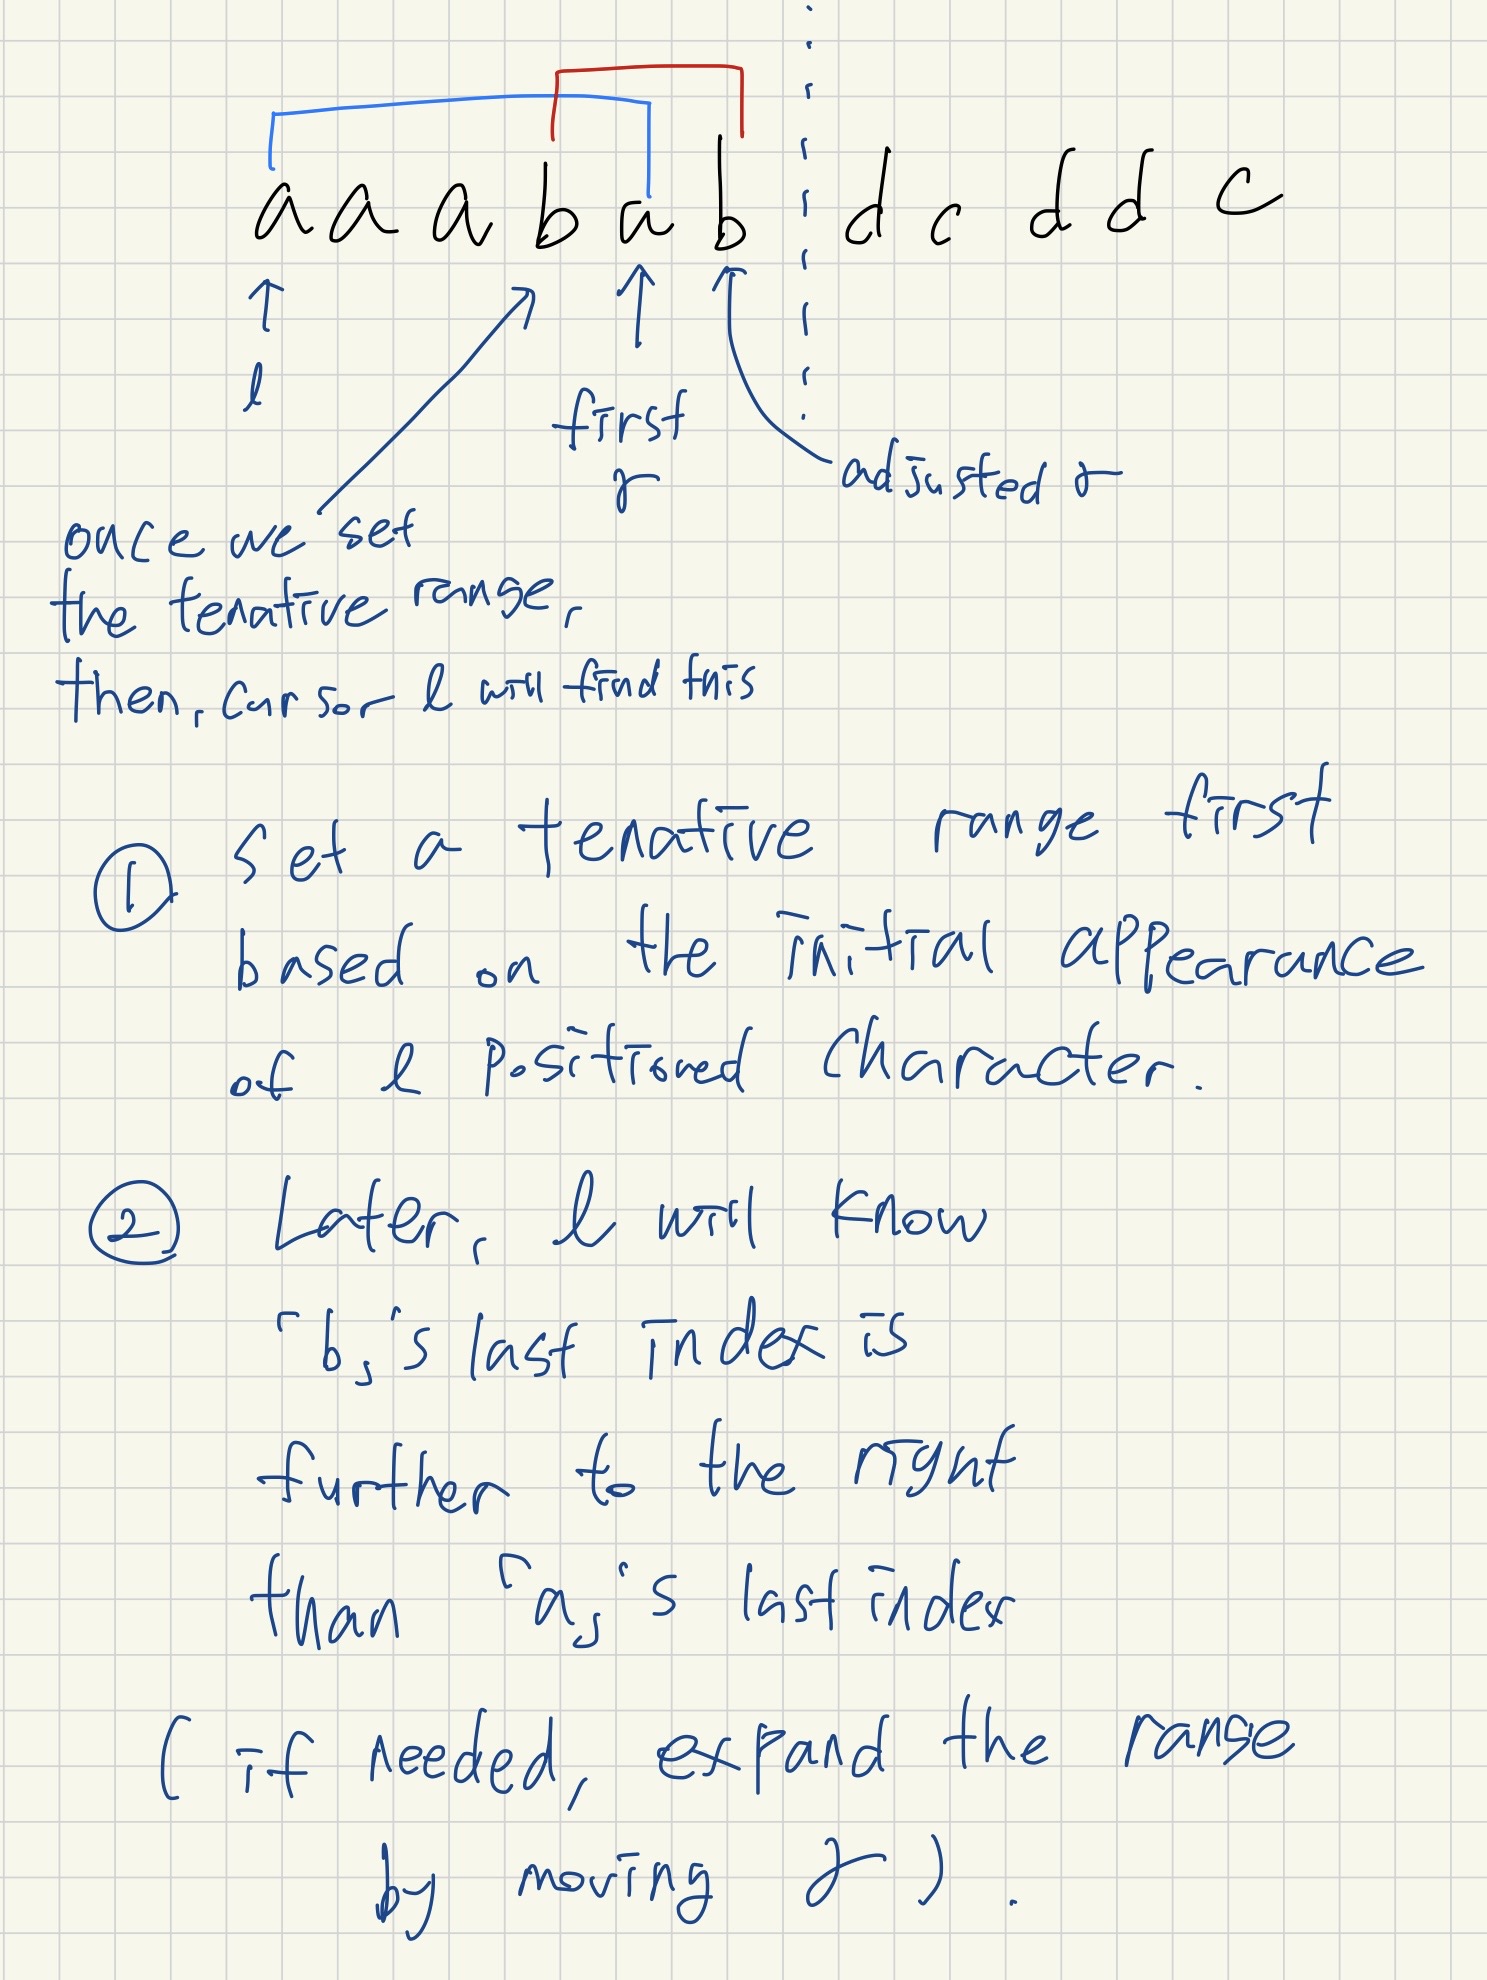 a a a b a b d c d d c
l
first
r
adjusted r
once we set
the tenative range,
then, cursor l will find this
① Set a tenative range first
based on the initial appearance
of l positioned character.
② Later, l will know
「b」's last index is
further to the right
than 「a」's last index
( if needed, expand the range
by moving r ).